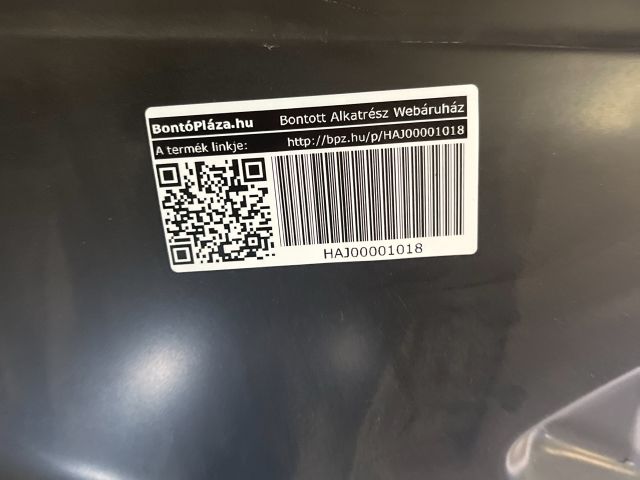 BontóPláza.hu Bontott Alkatrész Webáruház
A termék linkje: http://bpz.hu/p/HAJ00001018
HAJ00001018